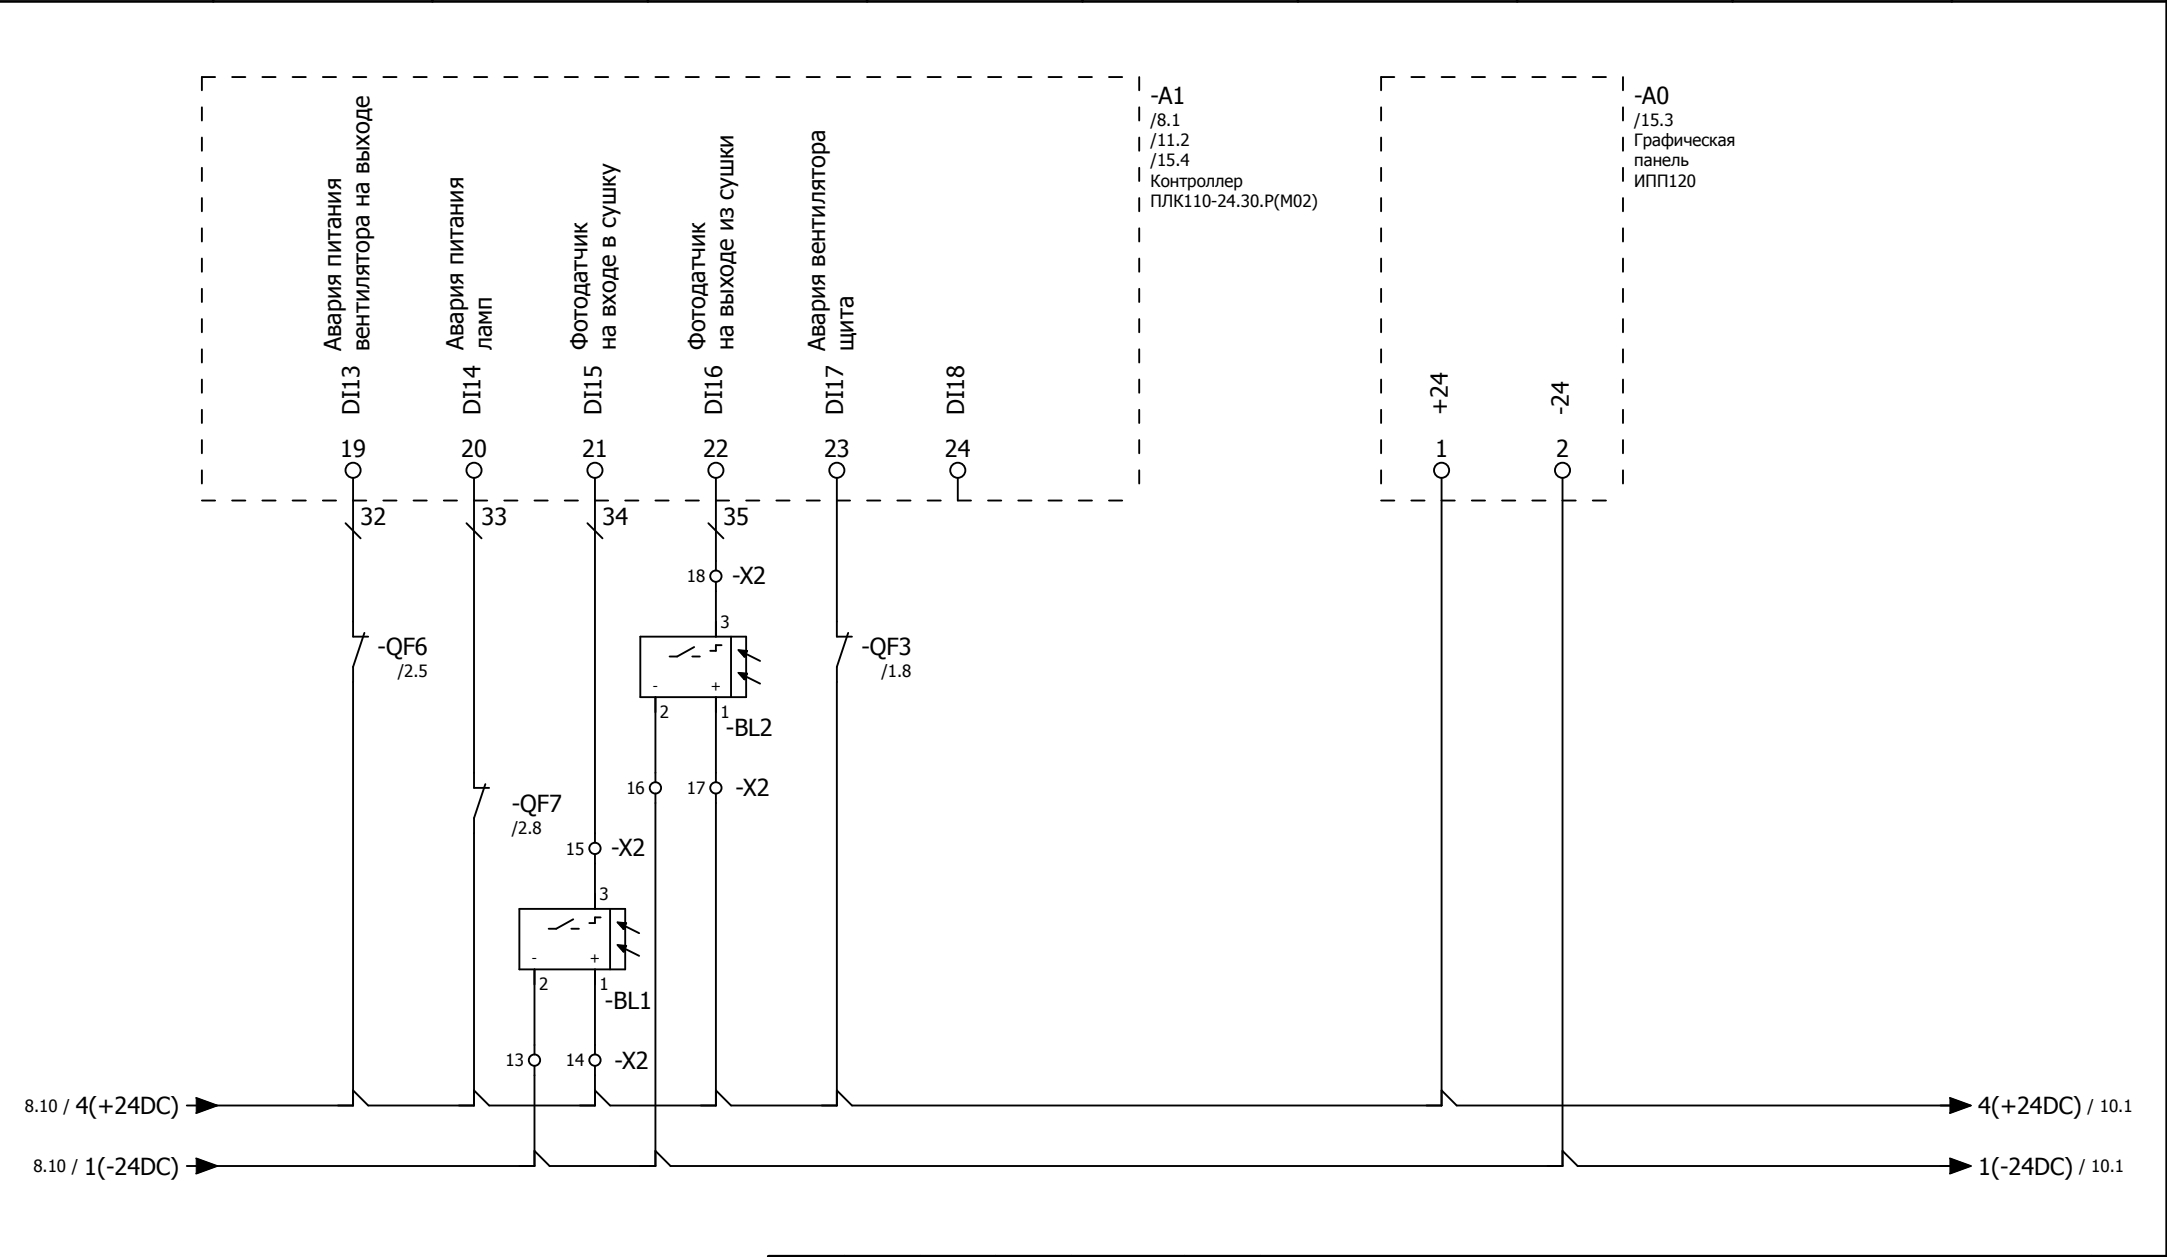 -A1
/8.1
/11.2
/15.4
Контроллер
ПЛК110-24.30.Р(М02)
-A0
/15.3
Графическая
панель
ИПП120
Авария питания
вентилятора на выходе
Авария питания
ламп
Фотодатчик
на входе в сушку
Фотодатчик
на выходе из сушки
Авария вентилятора
щита
DI13
DI14
DI15
DI16
DI17
DI18
+24
-24
19
20
21
22
23
24
1
2
32
33
34
35
18
-X2
3
-QF6
/2.5
-QF3
/1.8
-
+
2
1
-BL2
16
17
-X2
-QF7
/2.8
15
-X2
3
-
+
2
1
-BL1
13
14
-X2
8.10 / 4(+24DC)
4(+24DC) / 10.1
8.10 / 1(-24DC)
1(-24DC) / 10.1